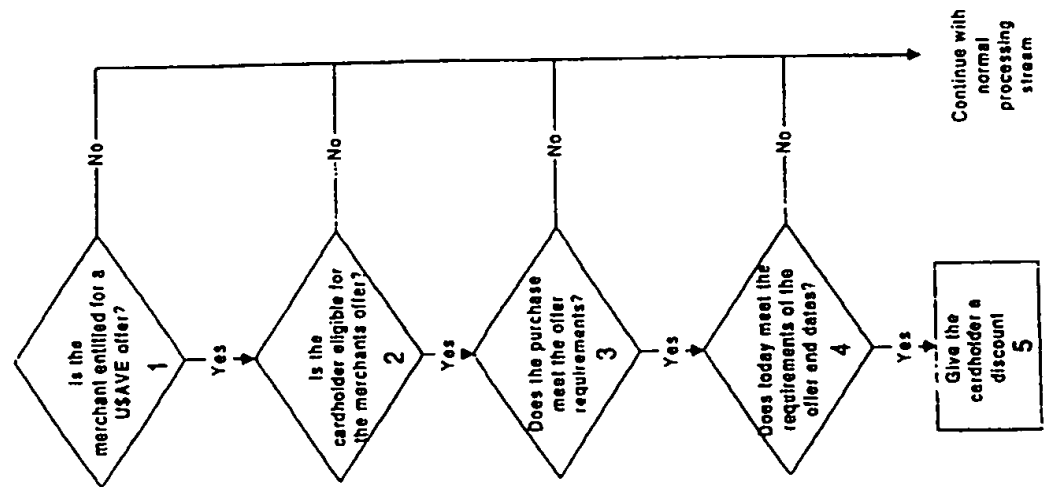 Is the
merchant entitled for a
USAVE offer?
1
No
Yes
Is the
cardholder eligible for
the merchants offer?
2
No
Yes
Does the purchase
meet the offer
requirements?
3
No
Yes
Does today meet the
requirements of the
offer end dates?
4
No
Yes
Give the
cardholder a
discount
5
Continue with
normal
processing
stream